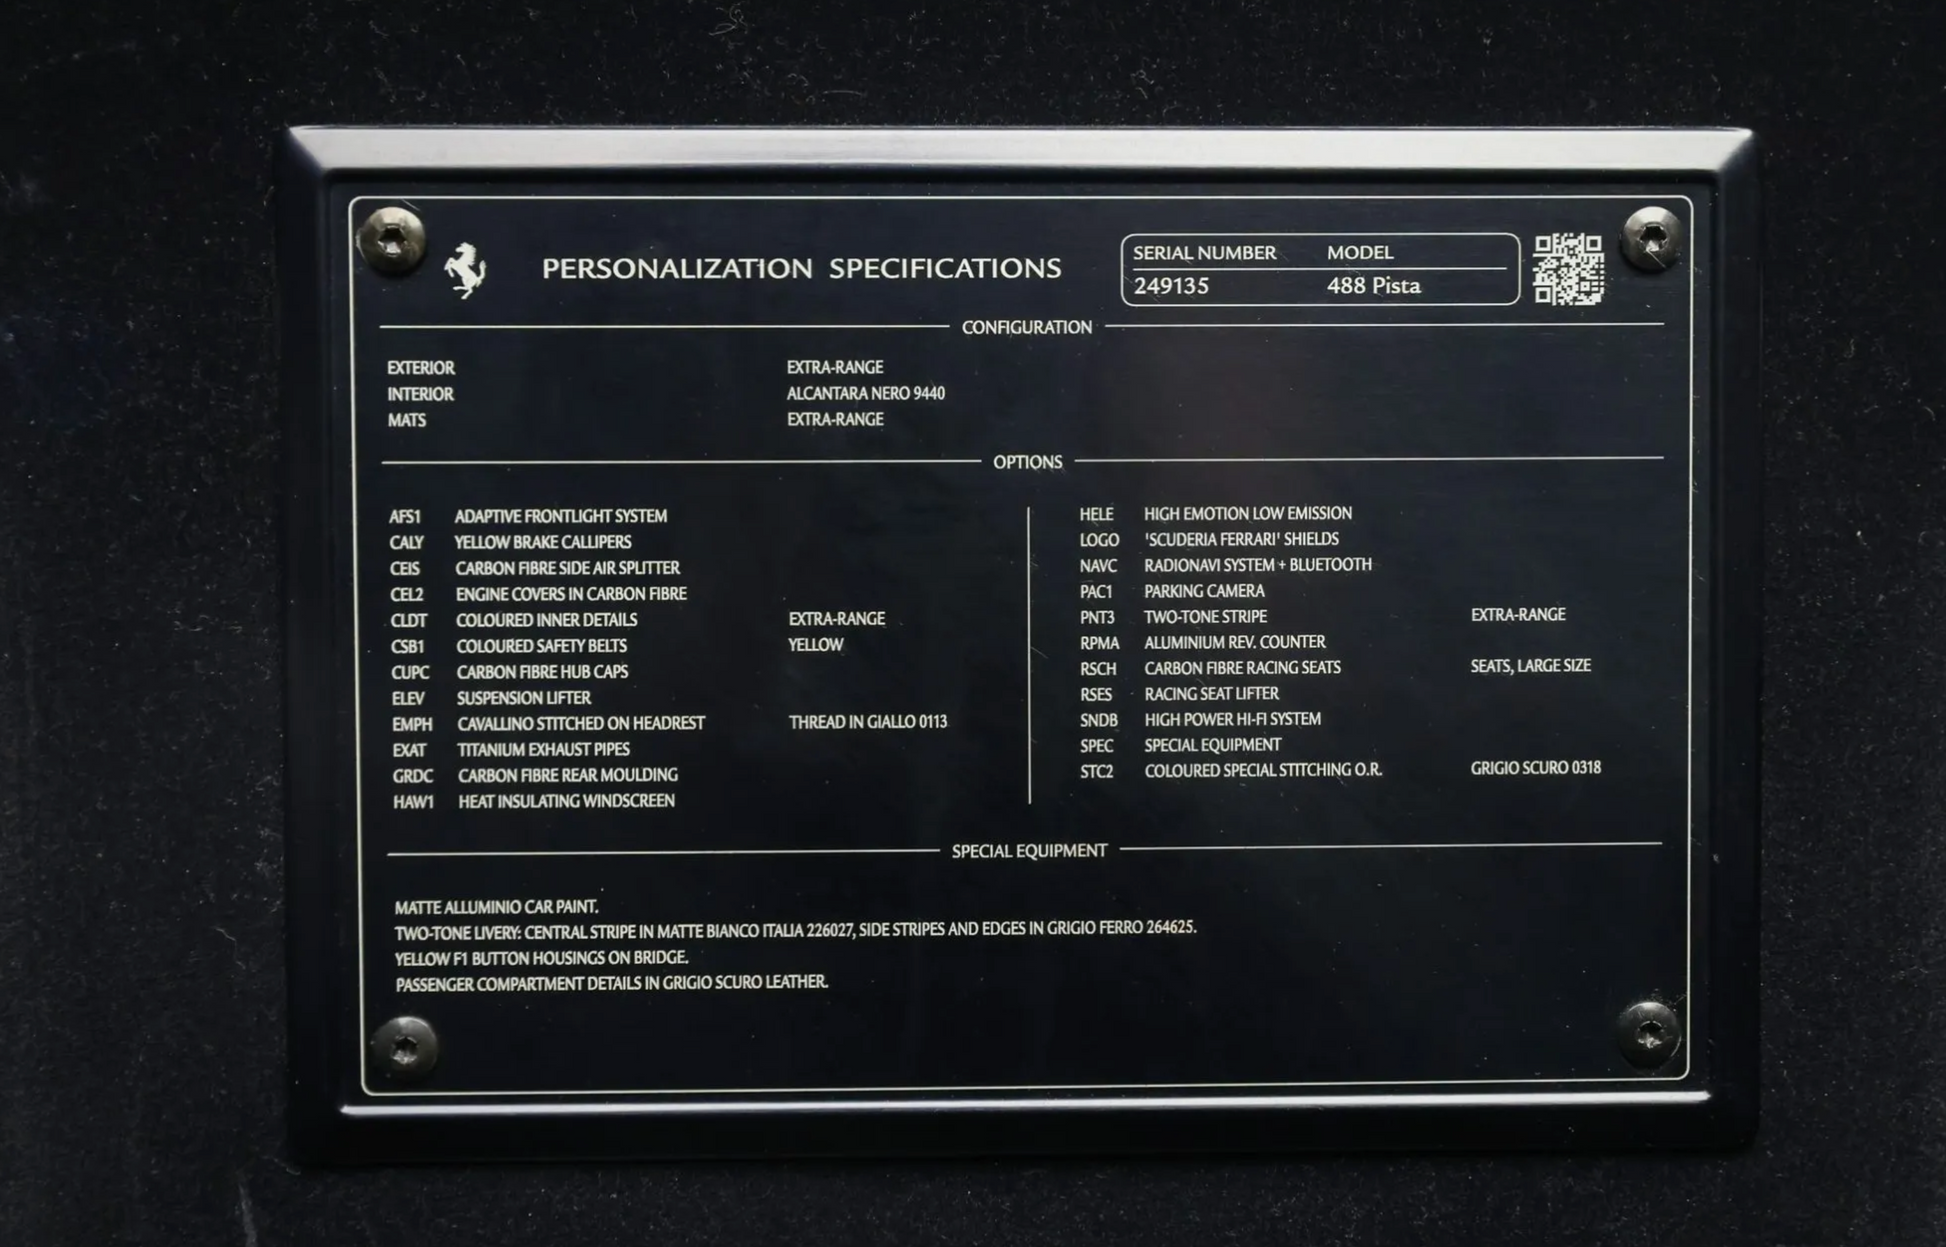 PERSONALIZATION SPECIFICATIONS
SERIAL NUMBER MODEL
249135 488 Pista
CONFIGURATION
EXTERIOR EXTRA-RANGE
INTERIOR ALCANTARA NERO 9440
MATS EXTRA-RANGE
OPTIONS
AFS1 ADAPTIVE FRONTLIGHT SYSTEM
CALY YELLOW BRAKE CALLIPERS
CEIS CARBON FIBRE SIDE AIR SPLITTER
CEL2 ENGINE COVERS IN CARBON FIBRE
CLDT COLOURED INNER DETAILS EXTRA-RANGE
CSB1 COLOURED SAFETY BELTS YELLOW
CUPC CARBON FIBRE HUB CAPS
ELEV SUSPENSION LIFTER
EMPH CAVALLINO STITCHED ON HEADREST THREAD IN GIALLO 0113
EXAT TITANIUM EXHAUST PIPES
GRDC CARBON FIBRE REAR MOULDING
HAW1 HEAT INSULATING WINDSCREEN
HELE HIGH EMOTION LOW EMISSION
LOGO 'SCUDERIA FERRARI' SHIELDS
NAVC RADIONAVI SYSTEM + BLUETOOTH
PAC1 PARKING CAMERA
PNT3 TWO-TONE STRIPE EXTRA-RANGE
RPMA ALUMINIUM REV. COUNTER
RSCH CARBON FIBRE RACING SEATS SEATS, LARGE SIZE
RSES RACING SEAT LIFTER
SNDB HIGH POWER HI-FI SYSTEM
SPEC SPECIAL EQUIPMENT
STC2 COLOURED SPECIAL STITCHING O.R. GRIGIO SCURO 0318
SPECIAL EQUIPMENT
MATTE ALLUMINIO CAR PAINT.
TWO-TONE LIVERY: CENTRAL STRIPE IN MATTE BIANCO ITALIA 226027, SIDE STRIPES AND EDGES IN GRIGIO FERRO 264625.
YELLOW F1 BUTTON HOUSINGS ON BRIDGE.
PASSENGER COMPARTMENT DETAILS IN GRIGIO SCURO LEATHER.